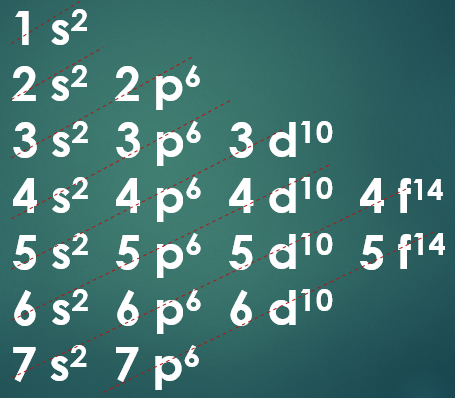 1 s²
2 s² 2 p⁶
3 s² 3 p⁶ 3 d¹⁰
4 s² 4 p⁶ 4 d¹⁰ 4 f¹⁴
5 s² 5 p⁶ 5 d¹⁰ 5 f¹⁴
6 s² 6 p⁶ 6 d¹⁰
7 s² 7 p⁶